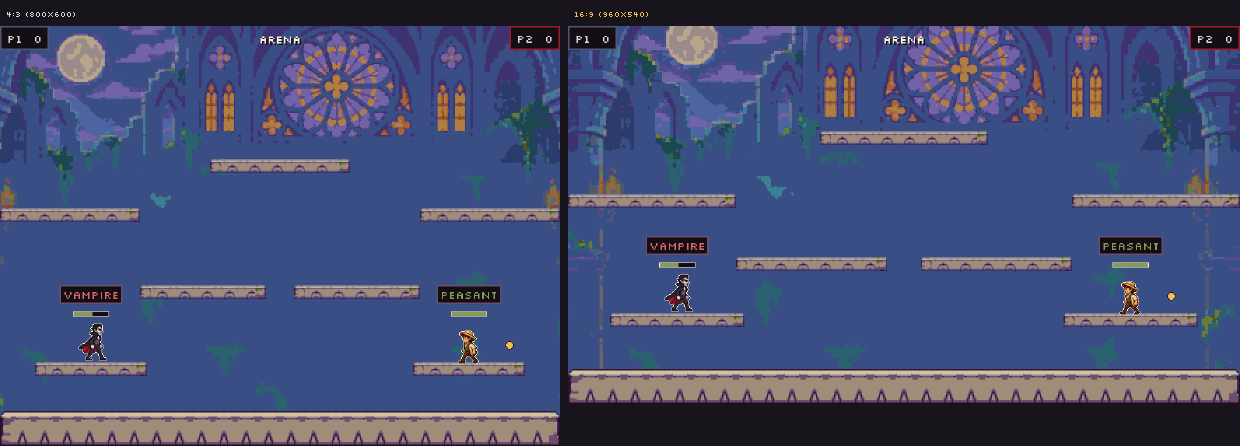 4:3 (800X600)
P1 0
ARENA
P2 0
VAMPIRE
PEASANT
16:9 (960X540)
P1 0
ARENA
P2 0
VAMPIRE
PEASANT